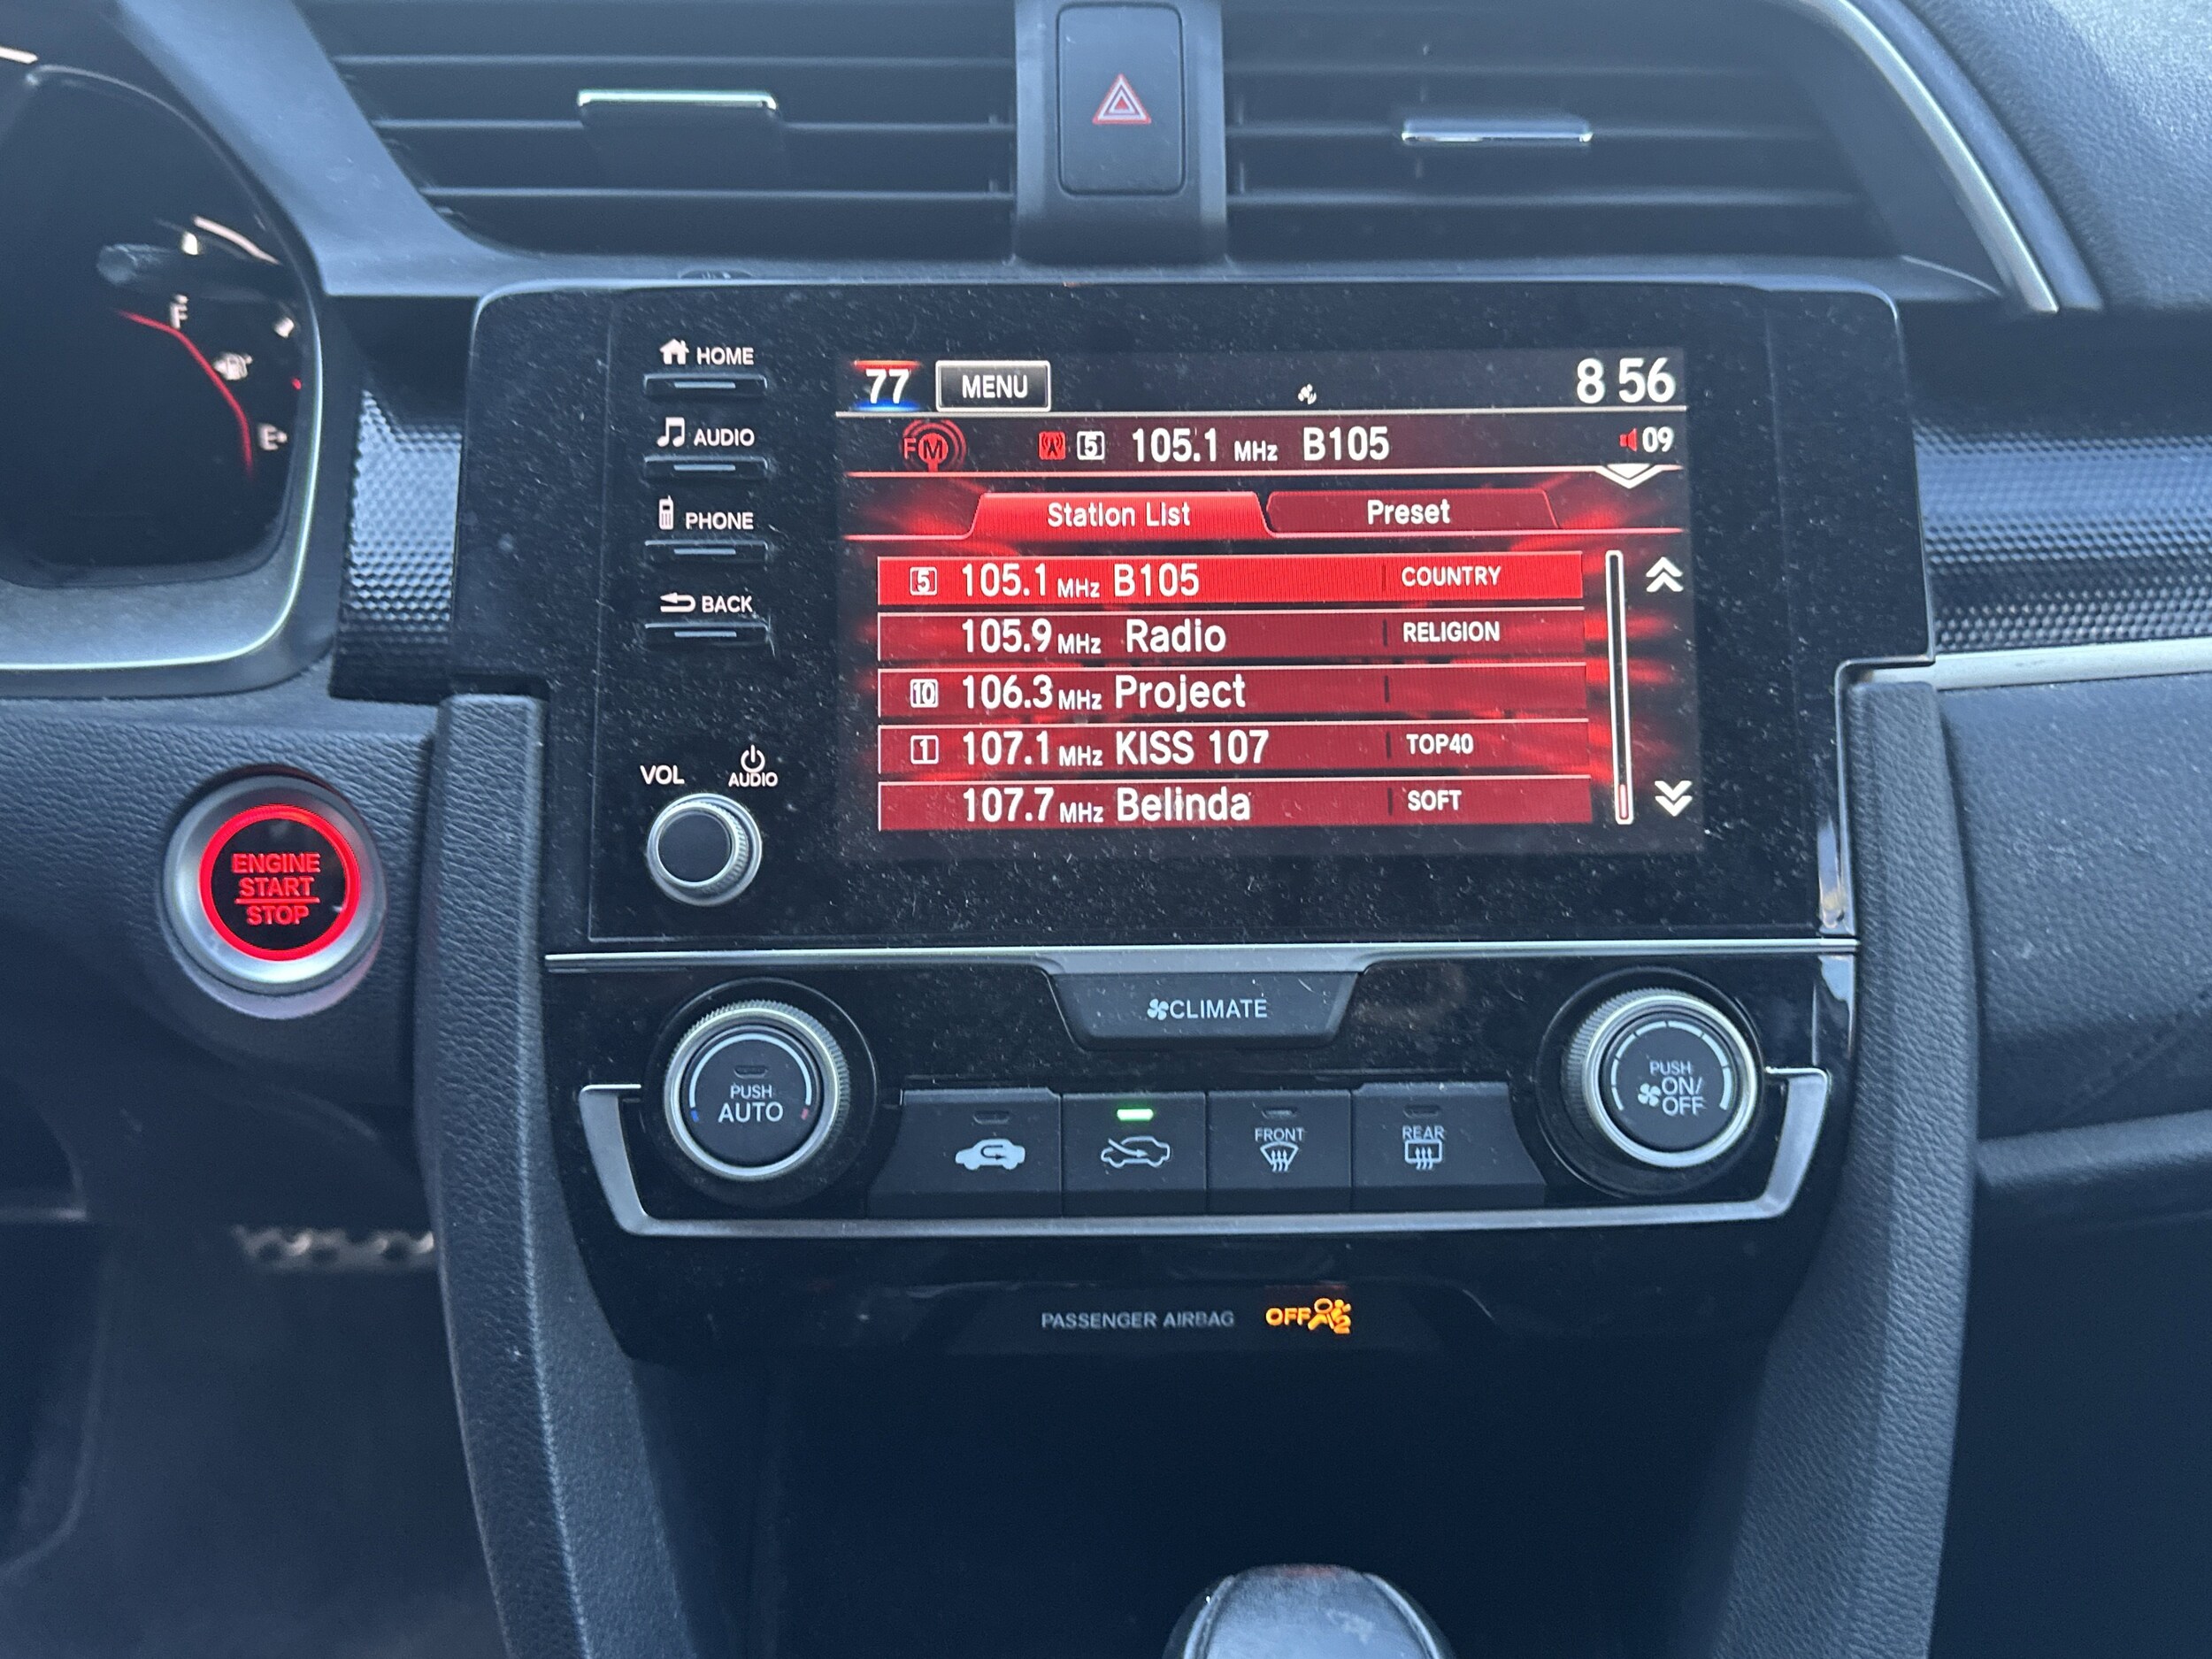 F
E
HOME
AUDIO
PHONE
BACK
VOL
AUDIO
77 MENU 8 56
FM 5 105.1 MHz B105 09
Station List Preset
5 105.1 MHz B105 COUNTRY
105.9 MHz Radio RELIGION
10 106.3 MHz Project
1 107.1 MHz KISS 107 TOP40
107.7 MHz Belinda SOFT
ENGINE
START
STOP
CLIMATE
PUSH
AUTO
FRONT
REAR
PUSH
ON/
OFF
PASSENGER AIRBAG OFF 2